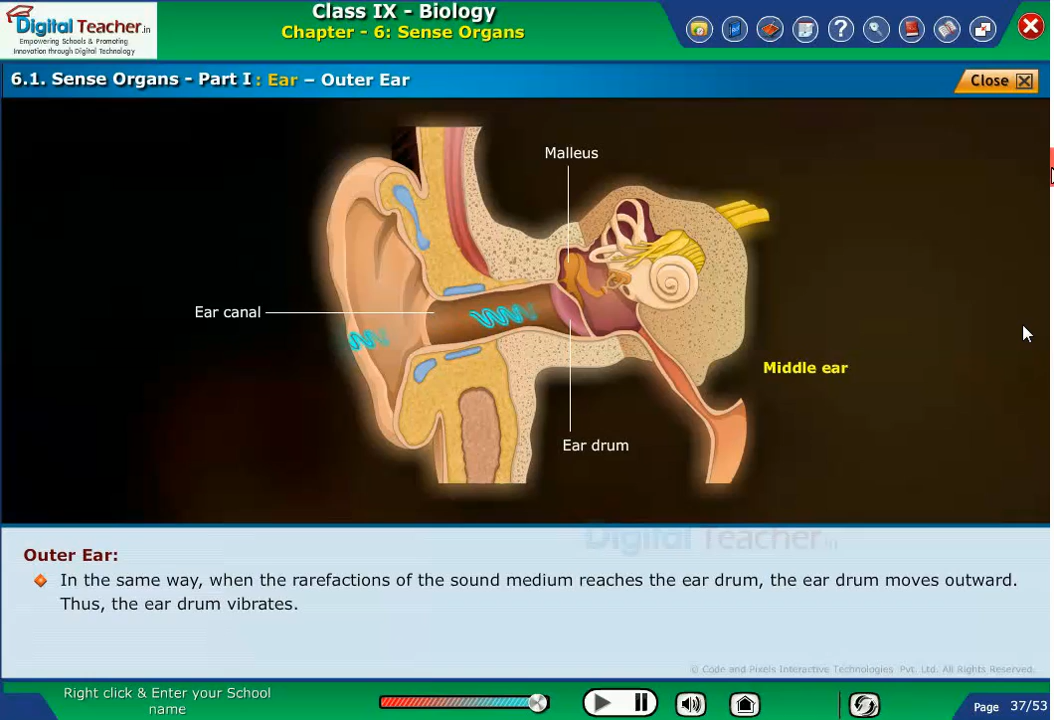 Digital Teacher.in
Empowering Schools & Promoting
Innovation through Digital Technology
Class IX - Biology
Chapter - 6: Sense Organs
6.1. Sense Organs - Part I : Ear – Outer Ear
Close
Malleus
Ear canal
Middle ear
Ear drum
Digital Teacher.in
Outer Ear:
In the same way, when the rarefactions of the sound medium reaches the ear drum, the ear drum moves outward.
Thus, the ear drum vibrates.
© Code and Pixels Interactive Technologies Pvt. Ltd. All Rights Reserved.
Right click & Enter your School
name
Page 37/53